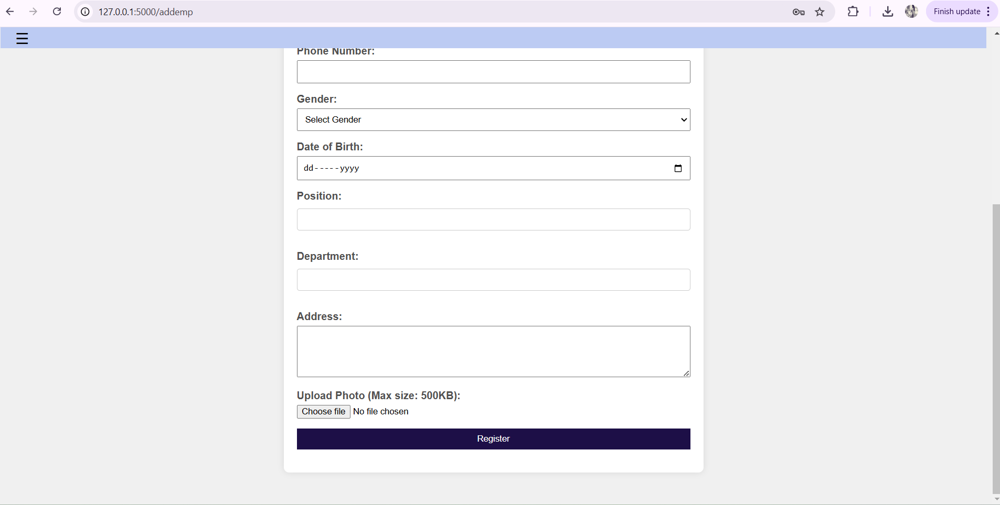 127.0.0.1:5000/addemp
Finish update
Phone Number:
Gender:
Select Gender
Date of Birth:
dd-----yyyy
Position:
Department:
Address:
Upload Photo (Max size: 500KB):
Choose file No file chosen
Register